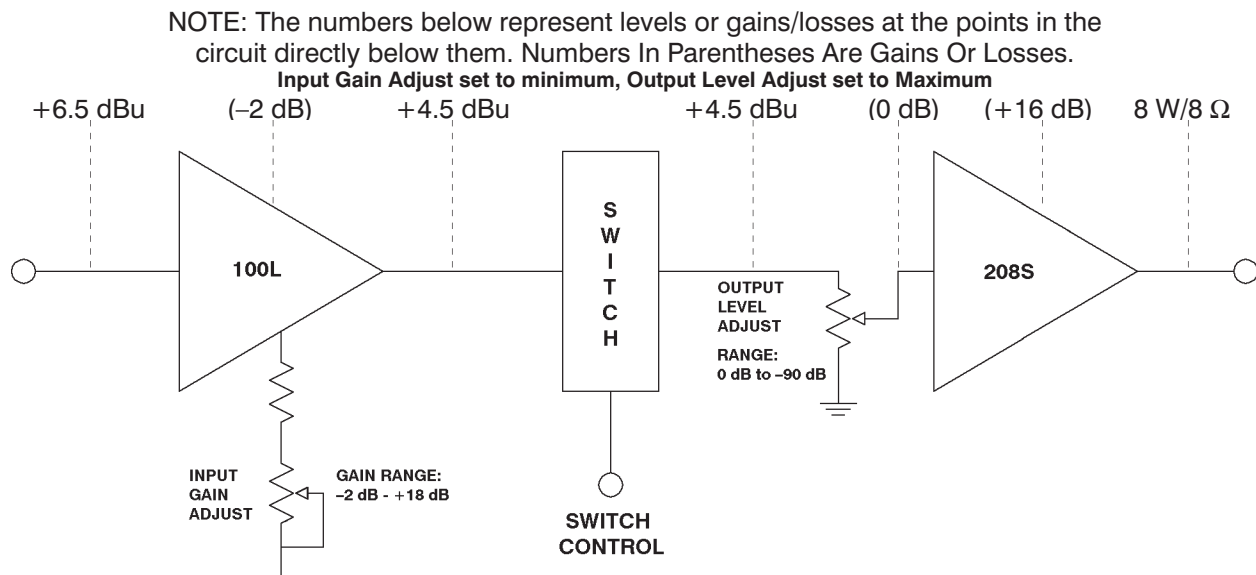 NOTE: The numbers below represent levels or gains/losses at the points in the
circuit directly below them. Numbers In Parentheses Are Gains Or Losses.
Input Gain Adjust set to minimum, Output Level Adjust set to Maximum
+6.5 dBu (–2 dB) +4.5 dBu +4.5 dBu (0 dB) (+16 dB) 8 W/8 Ω
100L
S
W
I
T
C
H
208S
OUTPUT
LEVEL
ADJUST
RANGE:
0 dB to –90 dB
INPUT
GAIN
ADJUST
GAIN RANGE:
–2 dB - +18 dB
SWITCH
CONTROL